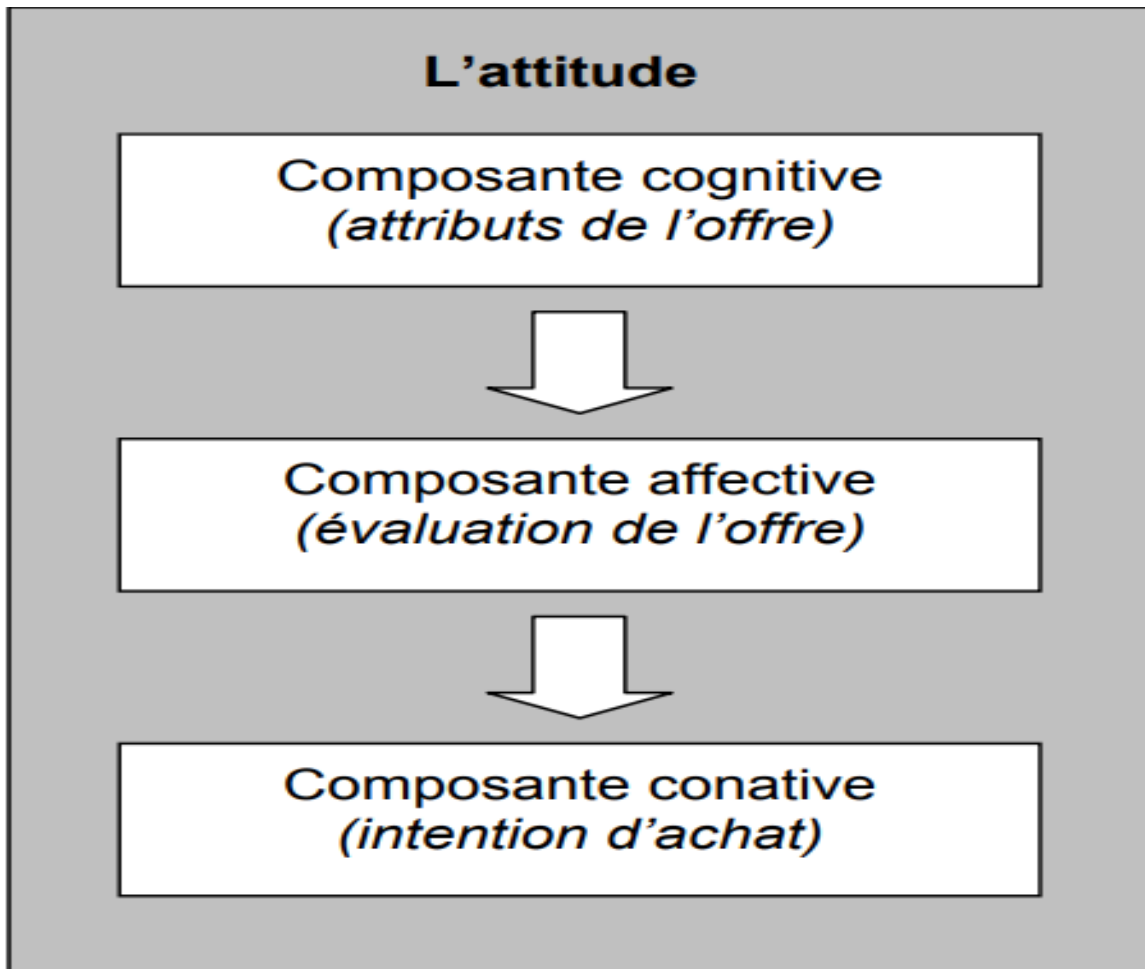 L’attitude
Composante cognitive
(attributs de l’offre)
Composante affective
(évaluation de l’offre)
Composante conative
(intention d’achat)